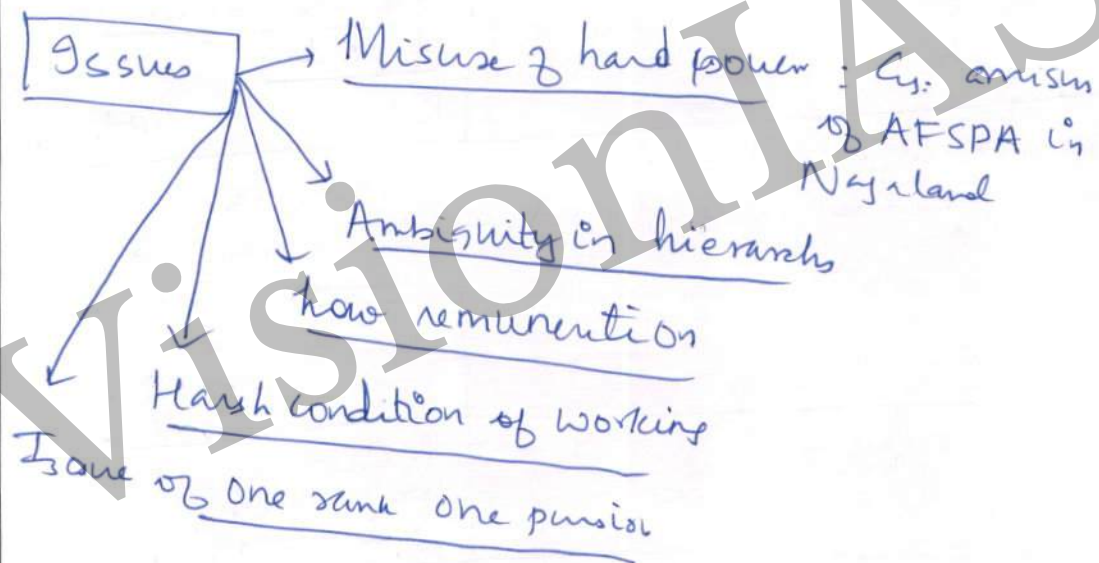 Issues
Misuse of hard power : Eg: 
of AFSPA in
Nagaland
Ambiguity in hierarchy
Low remuneration
Harsh condition of working
Issue of One rank One pension
VisionIAS